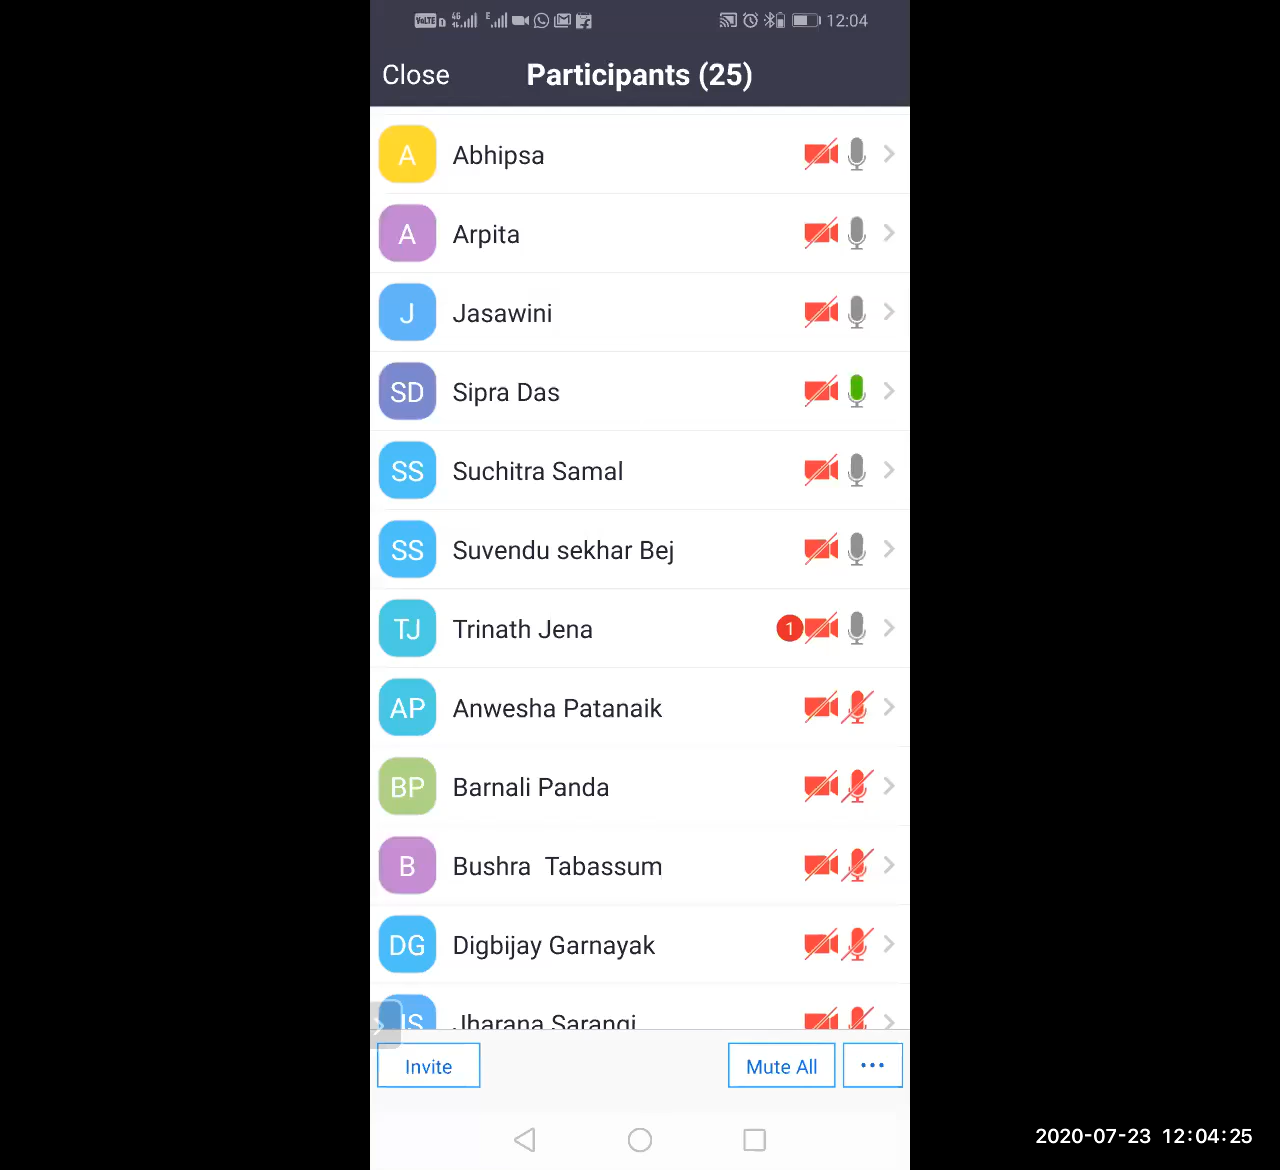 VoLTE D 4G E 12:04
Close Participants (25)
A Abhipsa
A Arpita
J Jasawini
SD Sipra Das
SS Suchitra Samal
SS Suvendu sekhar Bej
TJ Trinath Jena 1
AP Anwesha Patanaik
BP Barnali Panda
B Bushra  Tabassum
DG Digbijay Garnayak
JS Jharana Sarangi
Invite Mute All ...
2020-07-23 12:04:25